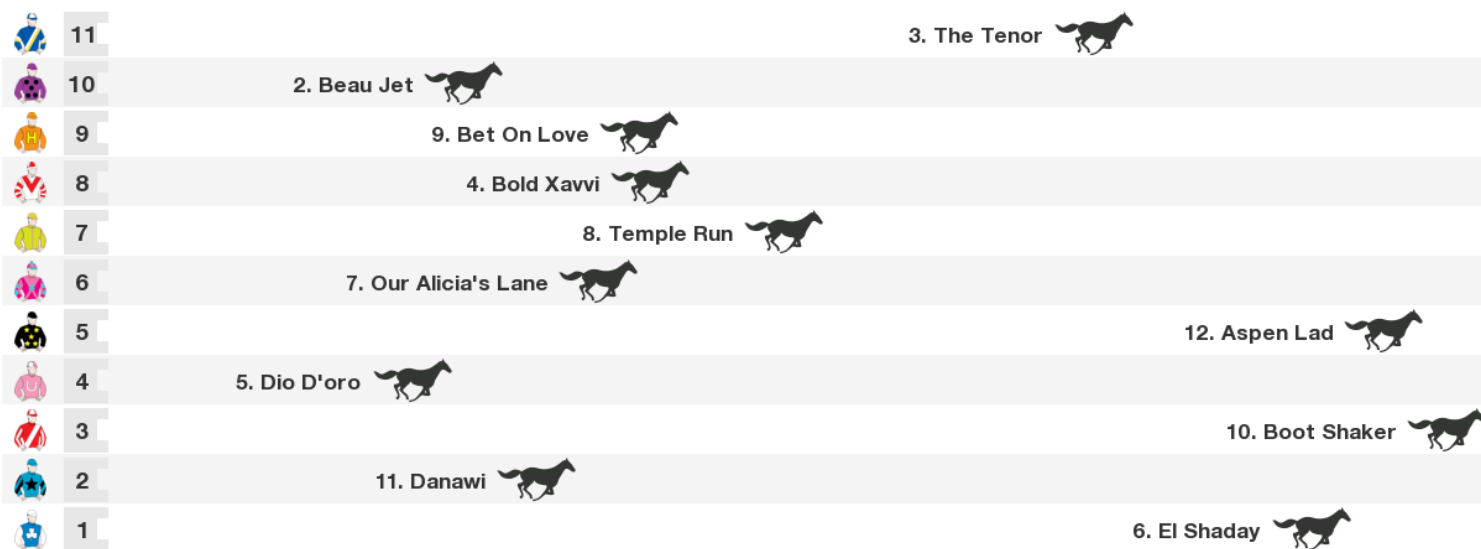 11 3. The Tenor
10 2. Beau Jet
H 9 9. Bet On Love
8 4. Bold Xavvi
7 8. Temple Run
6 7. Our Alicia's Lane
5 12. Aspen Lad
U 4 5. Dio D'oro
3 10. Boot Shaker
2 11. Danawi
1 6. El Shaday